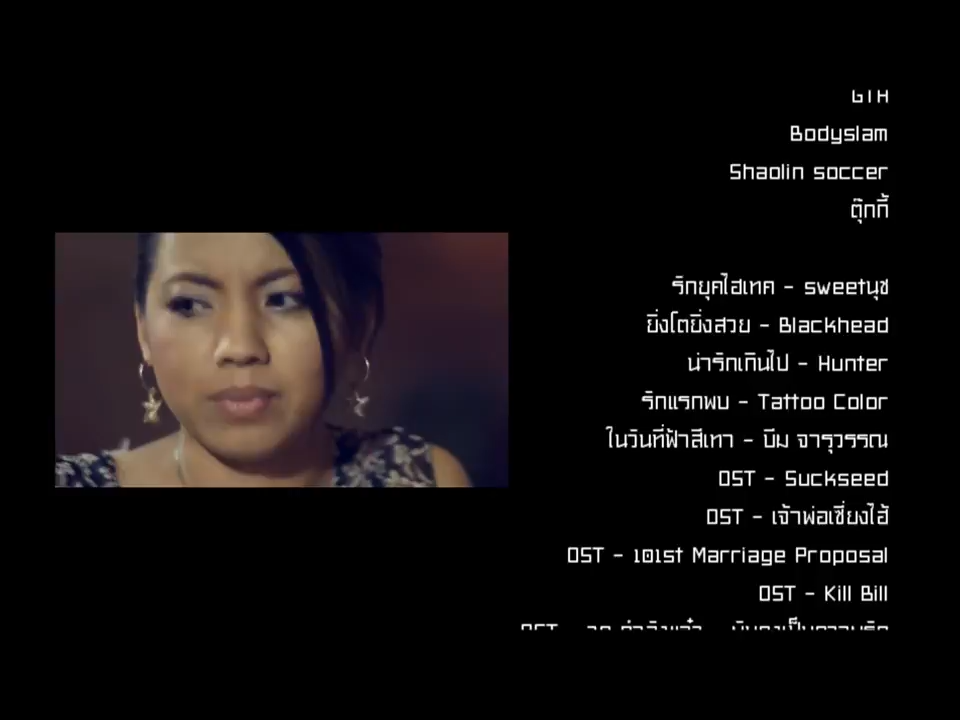 GTH
Bodyslam
Shaolin soccer
ตุ๊กกี้
รักยุคไฮเทค - sweetนุช
ยิ่งโตยิ่งสวย - Blackhead
น่ารักเกินไป - Hunter
รักแรกพบ - Tattoo Color
ในวันที่ฟ้าสีเทา - บีม จารุวรรณ
OST - Suckseed
OST - เจ้าพ่อเซี่ยงไฮ้
OST - 101st Marriage Proposal
OST - Kill Bill
OST -